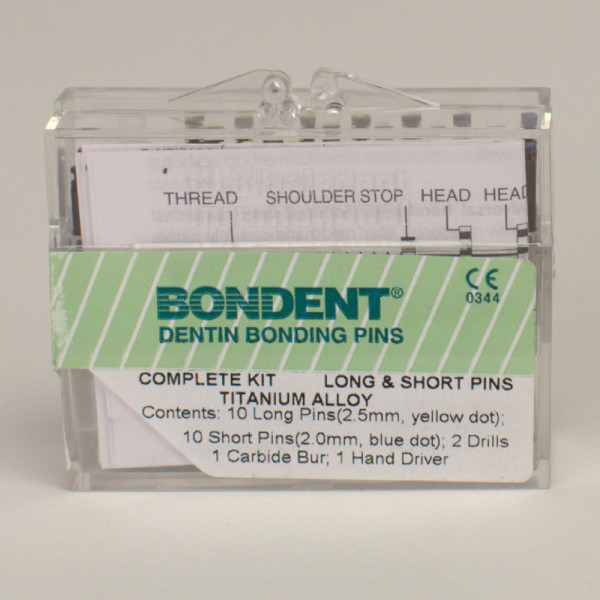 THREAD SHOULDER STOP HEAD HEAD
BONDENT®
DENTIN BONDING PINS
CE
0344
COMPLETE KIT LONG & SHORT PINS
TITANIUM ALLOY
Contents: 10 Long Pins(2.5mm, yellow dot);
10 Short Pins(2.0mm, blue dot); 2 Drills
1 Carbide Bur; 1 Hand Driver